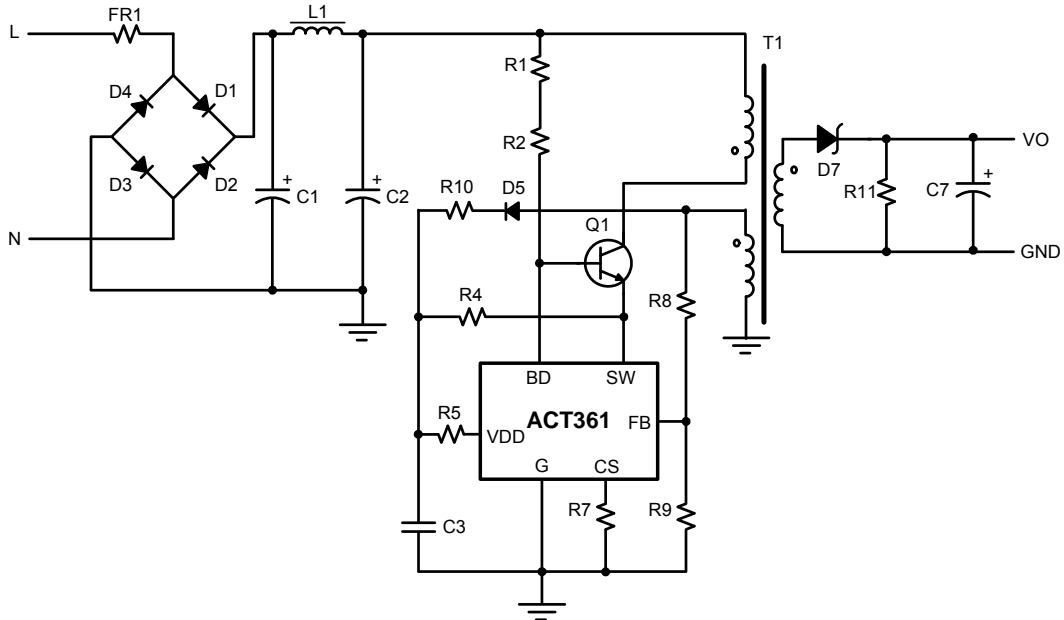 FR1
L1
L
T1
R1
D4
D1
R2
VO
D7
D3
D2
R10
D5
R11
C7
+
C1
+
C2
+
Q1
N
GND
R4
R8
BD
SW
R5
ACT361
FB
VDD
G
CS
R7
R9
C3